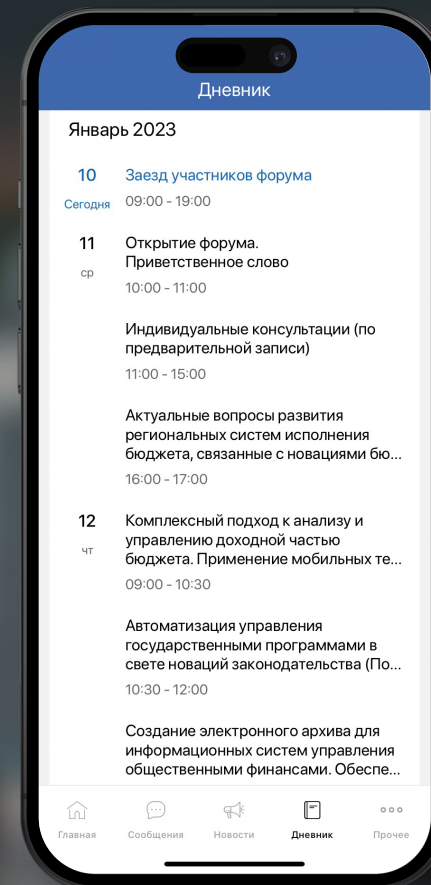 Дневник
Январь 2023
10
Заезд участников форума
Сегодня
09:00 - 19:00
11
Открытие форума.
Приветственное слово
ср
10:00 - 11:00
Индивидуальные консультации (по
предварительной записи)
11:00 - 15:00
Актуальные вопросы развития
региональных систем исполнения
бюджета, связанные с новациями бю...
16:00 - 17:00
12
Комплексный подход к анализу и
управлению доходной частью
чт
бюджета. Применение мобильных те...
09:00 - 10:30
Автоматизация управления
государственными программами в
свете новаций законодательства (По...
10:30 - 12:00
Создание электронного архива для
информационных систем управления
общественными финансами. Обеспе...
Главная
Сообщения
Новости
Дневник
Прочее